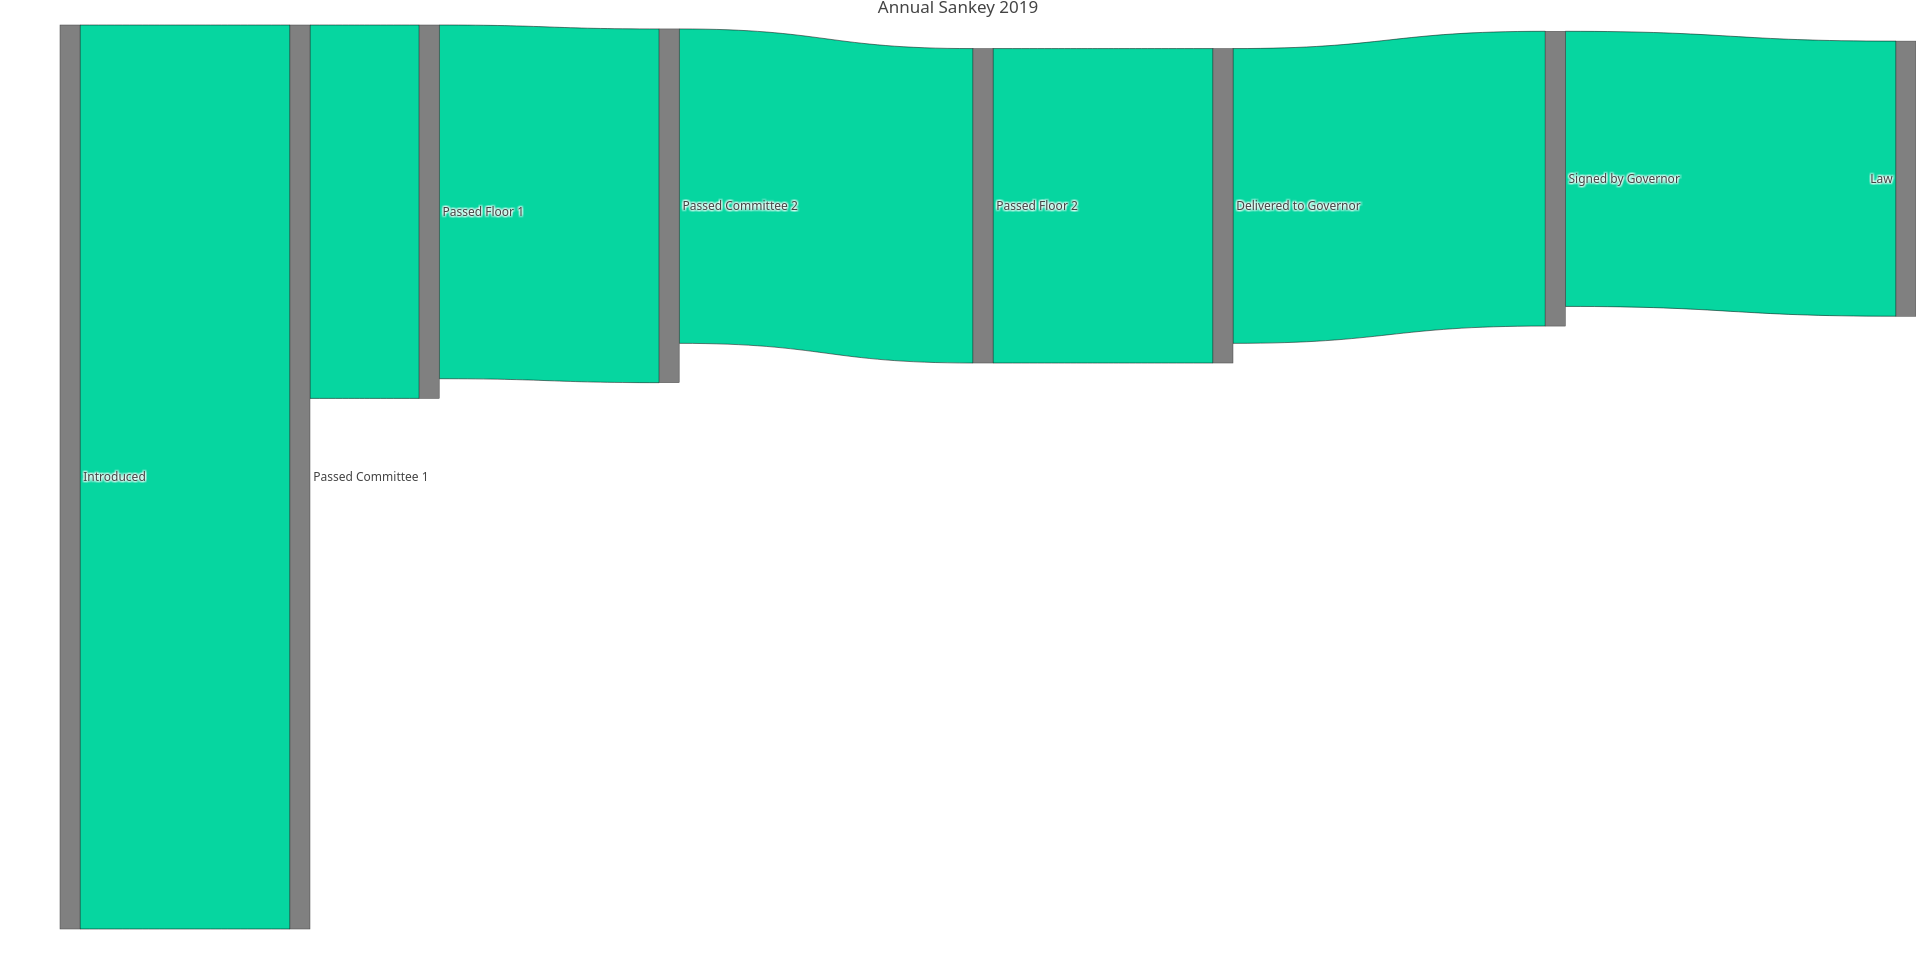 Annual Sankey 2019
Introduced
Passed Committee 1
Passed Floor 1
Passed Committee 2
Passed Floor 2
Delivered to Governor
Signed by Governor
Law